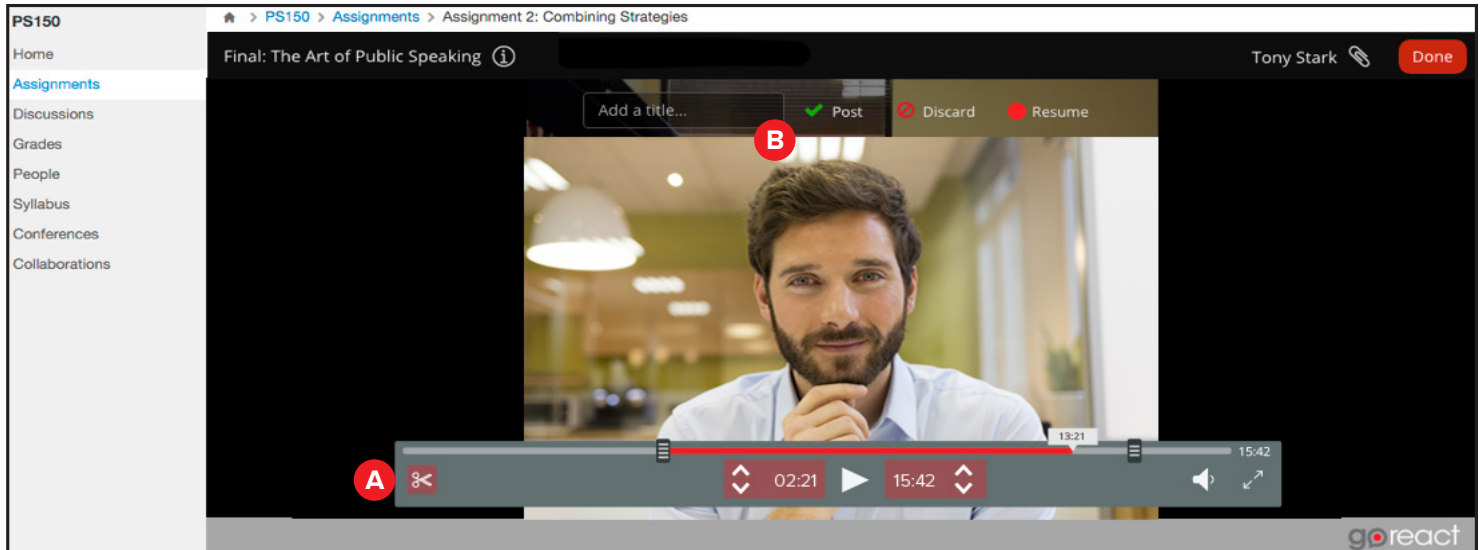 PS150
> PS150 > Assignments > Assignment 2: Combining Strategies
Home
Assignments
Discussions
Grades
People
Syllabus
Conferences
Collaborations
Final: The Art of Public Speaking
Tony Stark
Done
Add a title...
Post
Discard
Resume
B
13:21
15:42
A
02:21
15:42
goreact